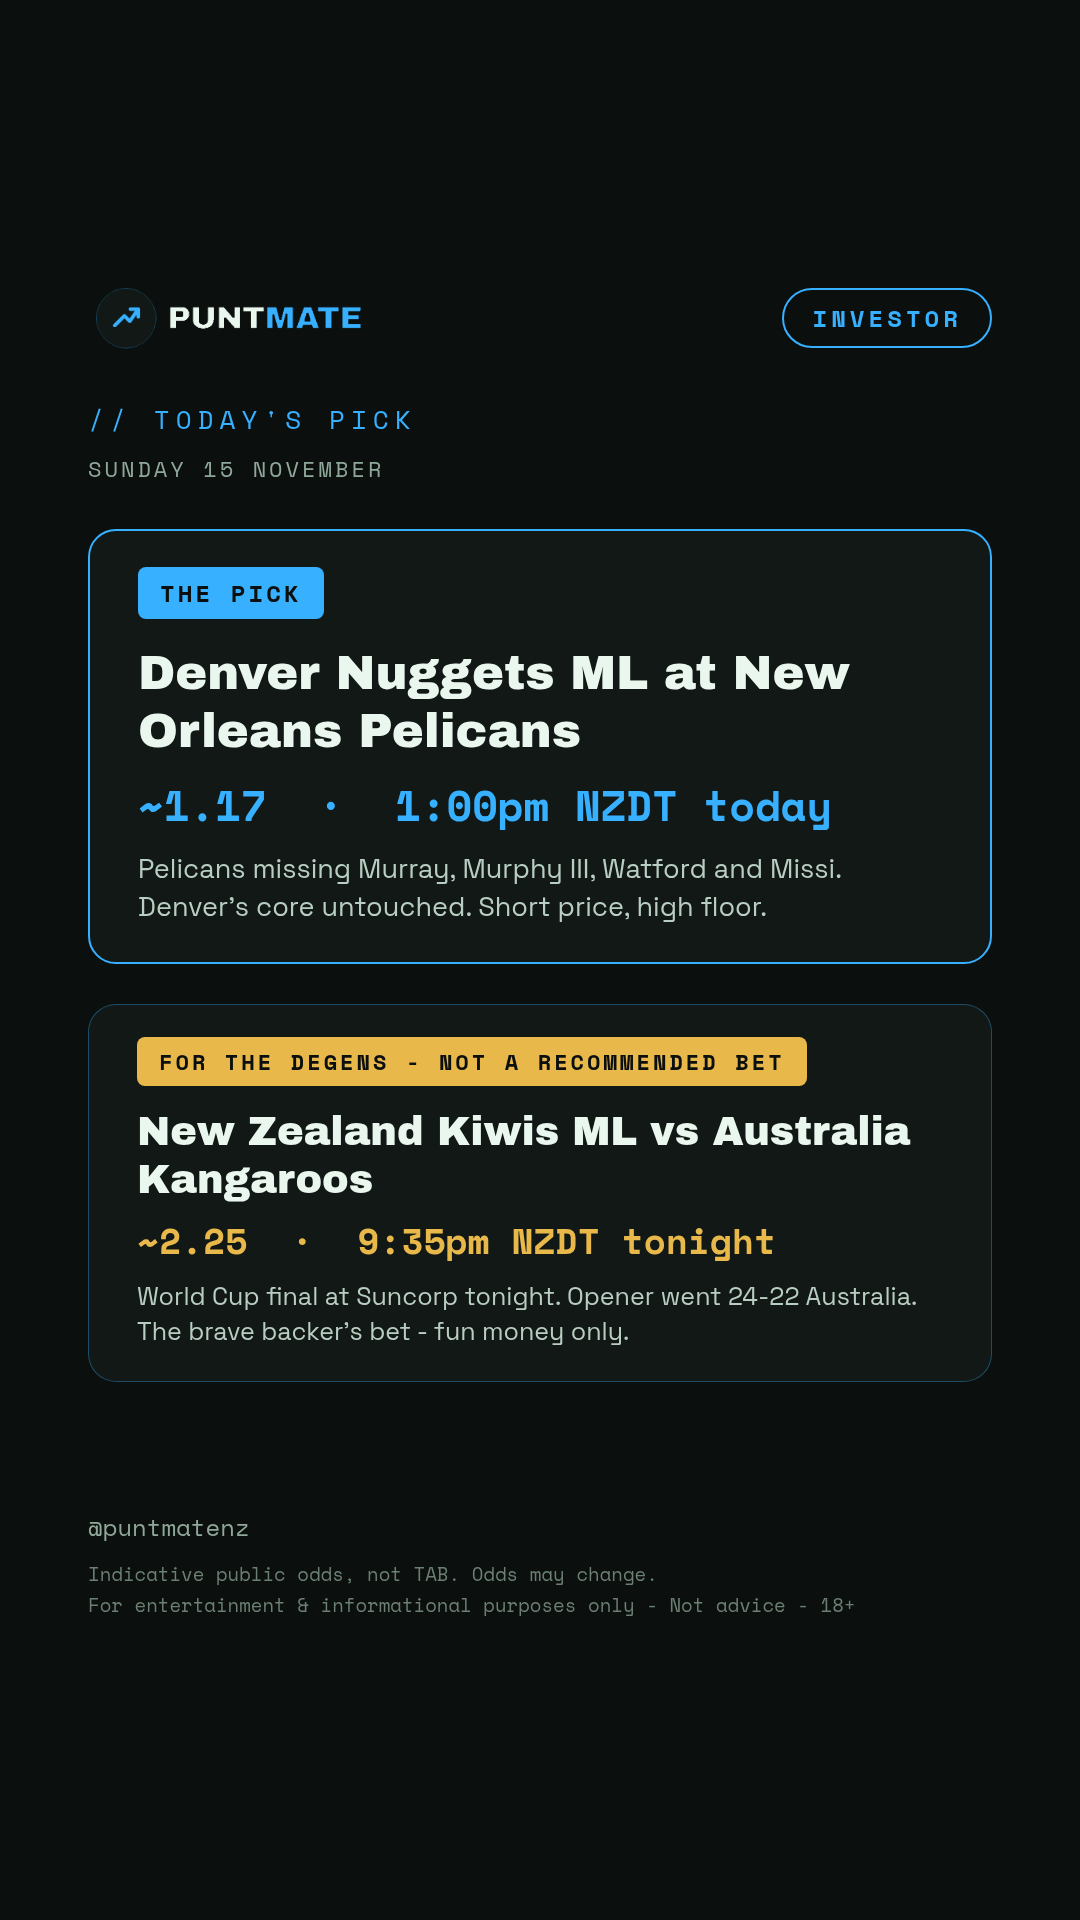 PUNTMATE
INVESTOR
// TODAY'S PICK
SUNDAY 15 NOVEMBER
THE PICK
Denver Nuggets ML at New
Orleans Pelicans
~1.17 · 1:00pm NZDT today
Pelicans missing Murray, Murphy III, Watford and Missi.
Denver's core untouched. Short price, high floor.
FOR THE DEGENS - NOT A RECOMMENDED BET
New Zealand Kiwis ML vs Australia
Kangaroos
~2.25 · 9:35pm NZDT tonight
World Cup final at Suncorp tonight. Opener went 24-22 Australia.
The brave backer's bet - fun money only.
@puntmatenz
Indicative public odds, not TAB. Odds may change.
For entertainment & informational purposes only - Not advice - 18+